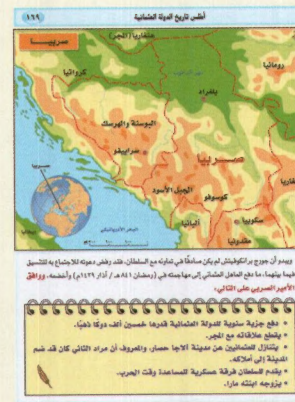 أطلس تاريخ الدولة العثمانية
١٦٩
صربيا
هنغاريا (المجر)
رومانيا
كرواتيا
بلغراد
البوسنة والهرسك
صربيا
سراييفو
الجبل الأسود
كوسوفو
سكوبيا
ألبانيا
مقدونيا
صربيا
ويبدو أن جورج برانكوفيتش لم يكن صادقًا في تعاونه مع السلطان، فقد رفض دعوته للاجتماع به للتنسيق
فيما بينهما، ما دفع العاهل العثماني إلى مهاجمته في (رمضان ٨٤١هـ / آذار ١٤٣٩م) وأخضعه. ووافق
الأمير الصربي على التالي:
دفع جزية سنوية للدولة العثمانية قدرها خمسين ألف دوكا ذهبًا.
يقطع علاقاته مع المجر.
يتنازل للعثمانيين عن مدينة ألاجا حصار، والمعروف أن مراد الثاني كان قد ضم
المدينة إلى أملاكه.
يقدم للسلطان فرقة عسكرية للمساعدة وقت الحرب.
يزوجه ابنته مارا.